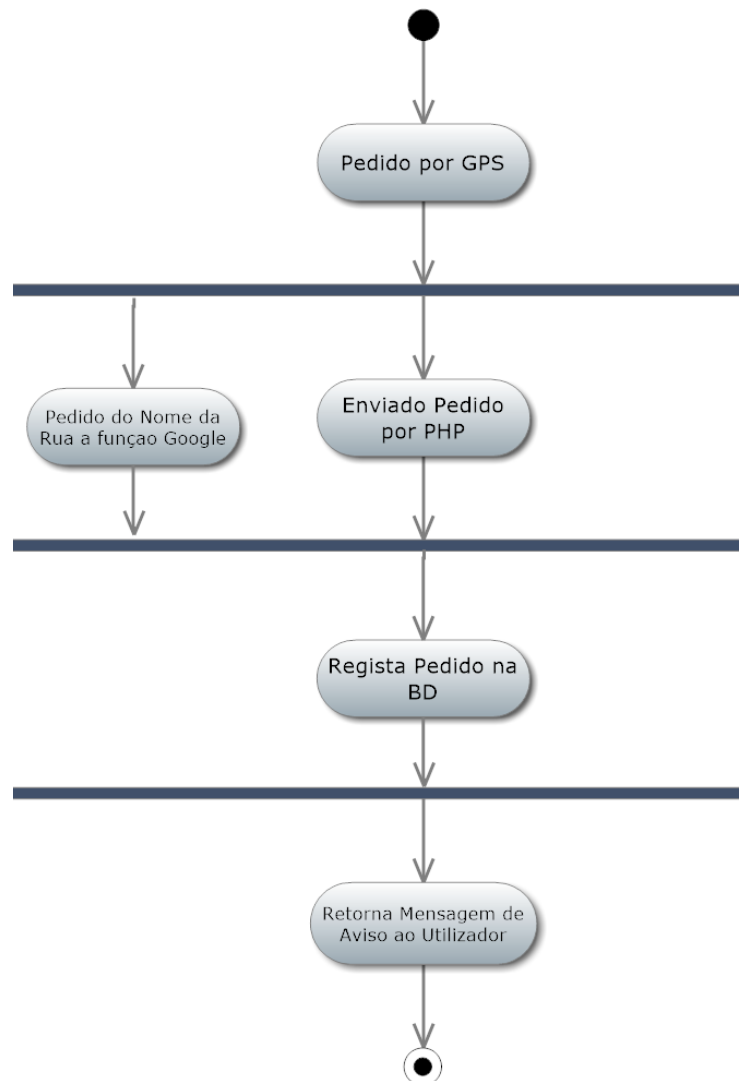 Pedido por GPS
Pedido do Nome da
Rua a funçao Google
Enviado Pedido
por PHP
Regista Pedido na
BD
Retorna Mensagem de
Aviso ao Utilizador